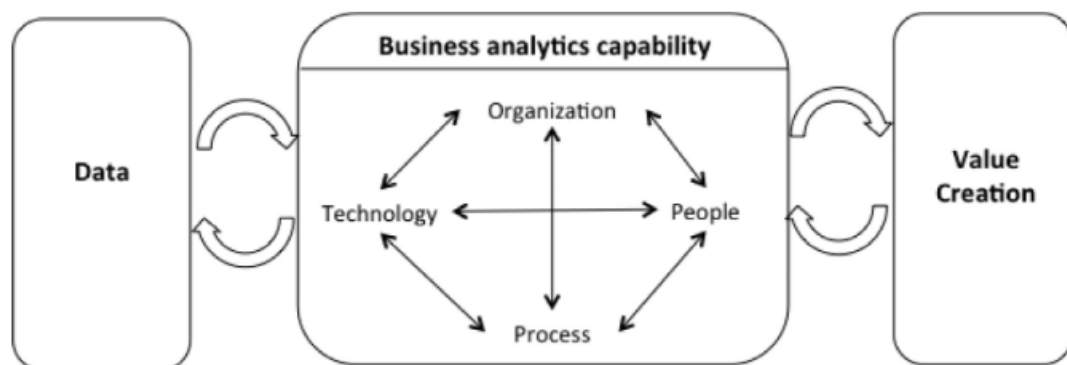 Business analytics capability
Organization
Data
Technology
People
Value
Creation
Process